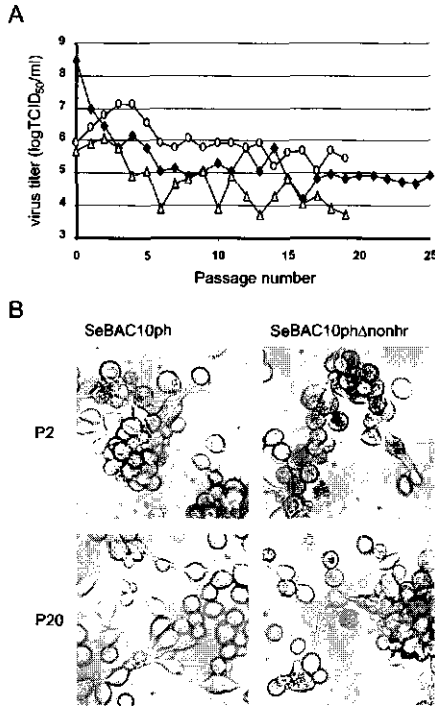 A
virus titer (logTCID50/ml)
9
8
7
6
5
4
3
0 5 10 15 20 25
Passage number
B
SeBAC10ph SeBAC10phΔnonhr
P2
P20